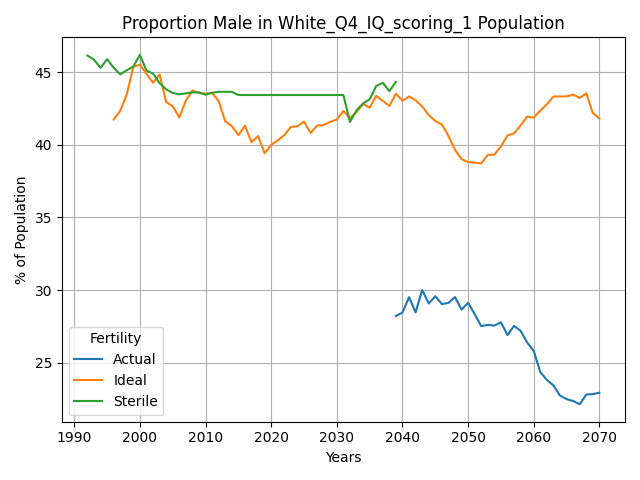 Proportion Male in White_Q4_IQ_scoring_1 Population
% of Population
45
40
35
30
25
Fertility
Actual
Ideal
Sterile
1990 2000 2010 2020 2030 2040 2050 2060 2070
Years